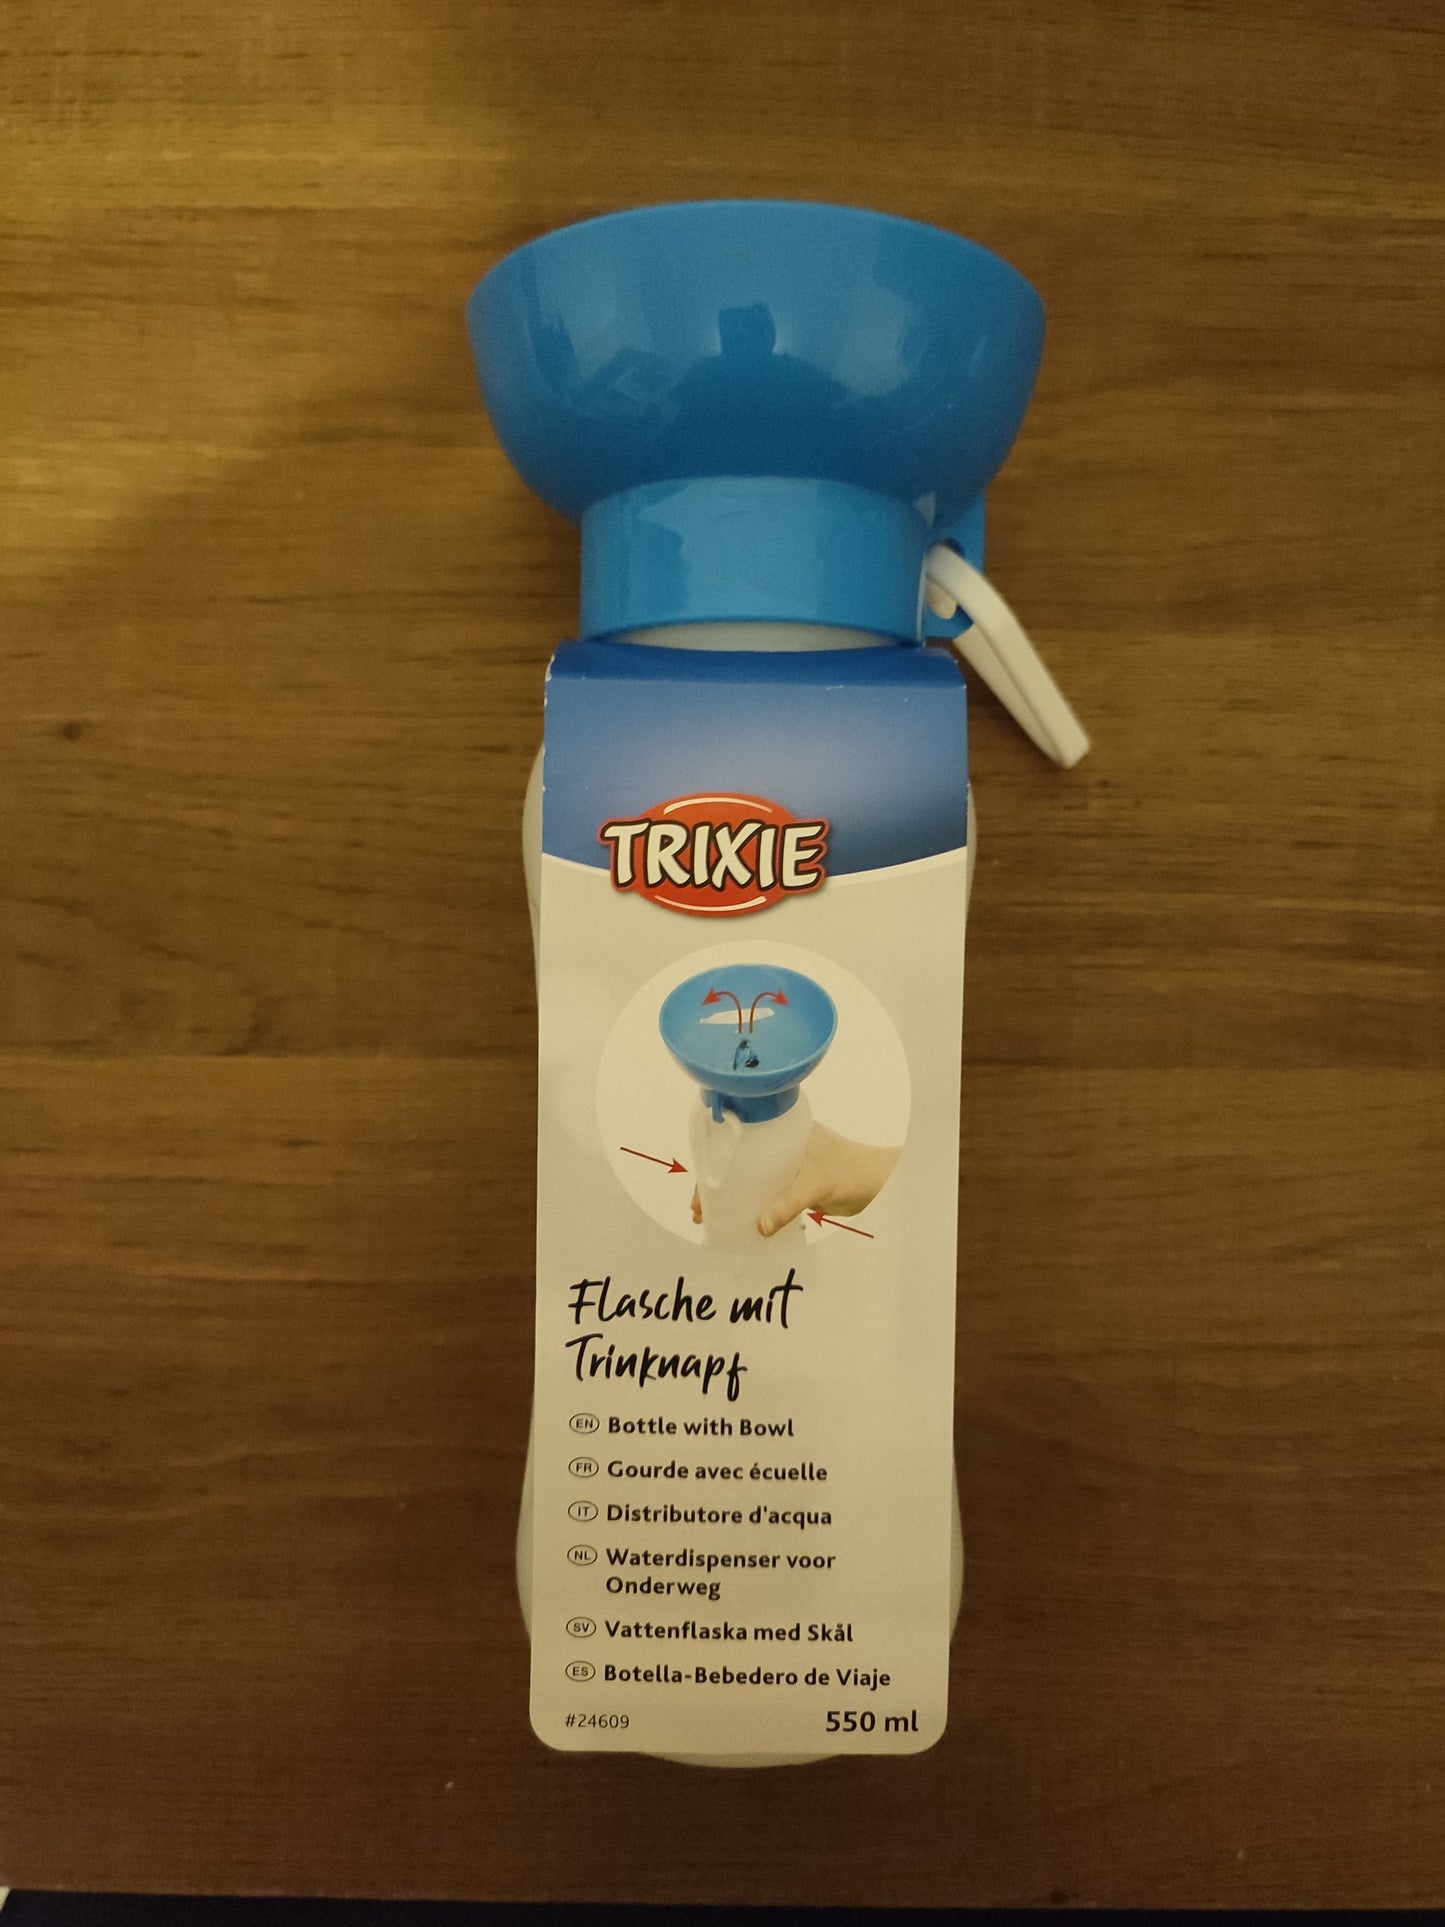 TRIXIE
Flasche mit
Trinknapf
EN Bottle with Bowl
FR Gourde avec écuelle
IT Distributore d'acqua
NL Waterdispenser voor
Onderweg
SV Vattenflaska med Skål
ES Botella-Bebedero de Viaje
#24609 550 ml